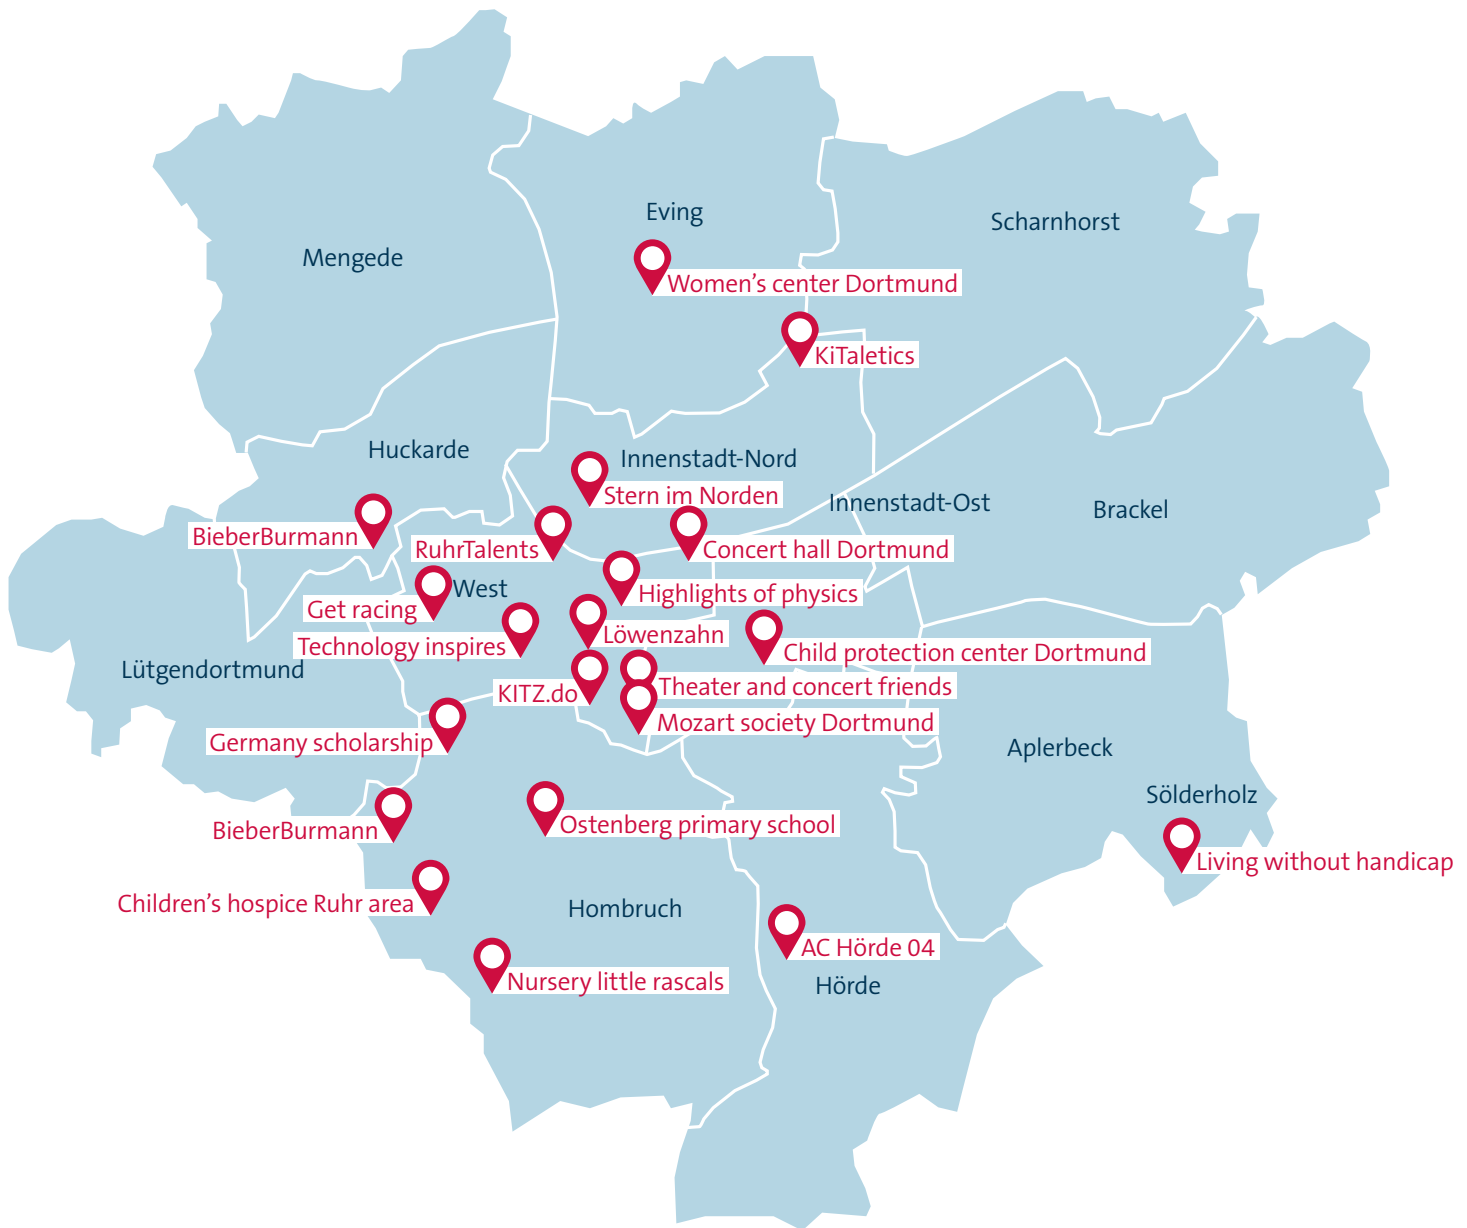 Eving
Scharnhorst
Mengede
Women's center Dortmund
KiTaletics
Huckarde
Innenstadt-Nord
Stern im Norden
Innenstadt-Ost
Brackel
BieberBurmann
RuhrTalents
Concert hall Dortmund
West
Highlights of physics
Get racing
Löwenzahn
Technology inspires
Child protection center Dortmund
Lütgendortmund
KITZ.do
Theater and concert friends
Mozart society Dortmund
Germany scholarship
Aplerbeck
Sölderholz
BieberBurmann
Ostenberg primary school
Living without handicap
Children's hospice Ruhr area
Hombruch
AC Hörde 04
Nursery little rascals
Hörde